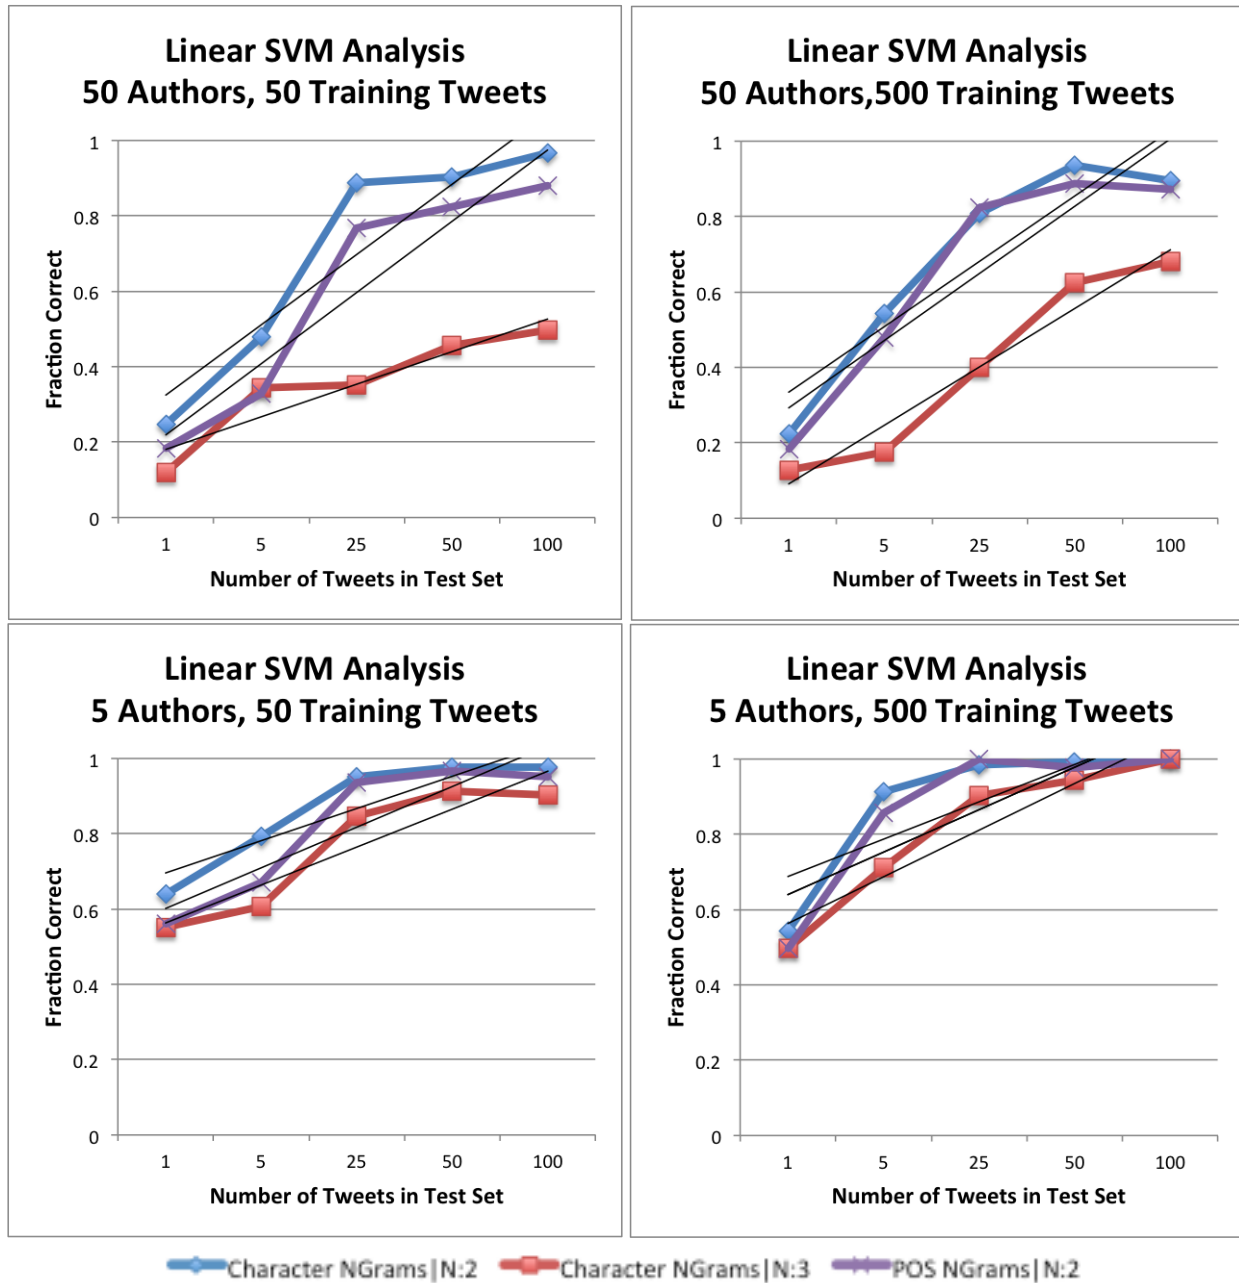 Linear SVM Analysis
50 Authors, 50 Training Tweets
1
0.8
0.6
0.4
0.2
0
Fraction Correct
1 5 25 50 100
Number of Tweets in Test Set
Linear SVM Analysis
50 Authors,500 Training Tweets
1
0.8
0.6
0.4
0.2
0
Fraction Correct
1 5 25 50 100
Number of Tweets in Test Set
Linear SVM Analysis
5 Authors, 50 Training Tweets
1
0.8
0.6
0.4
0.2
0
Fraction Correct
1 5 25 50 100
Number of Tweets in Test Set
Linear SVM Analysis
5 Authors, 500 Training Tweets
1
0.8
0.6
0.4
0.2
0
Fraction Correct
1 5 25 50 100
Number of Tweets in Test Set
Character NGrams|N:2 Character NGrams|N:3 POS NGrams|N:2